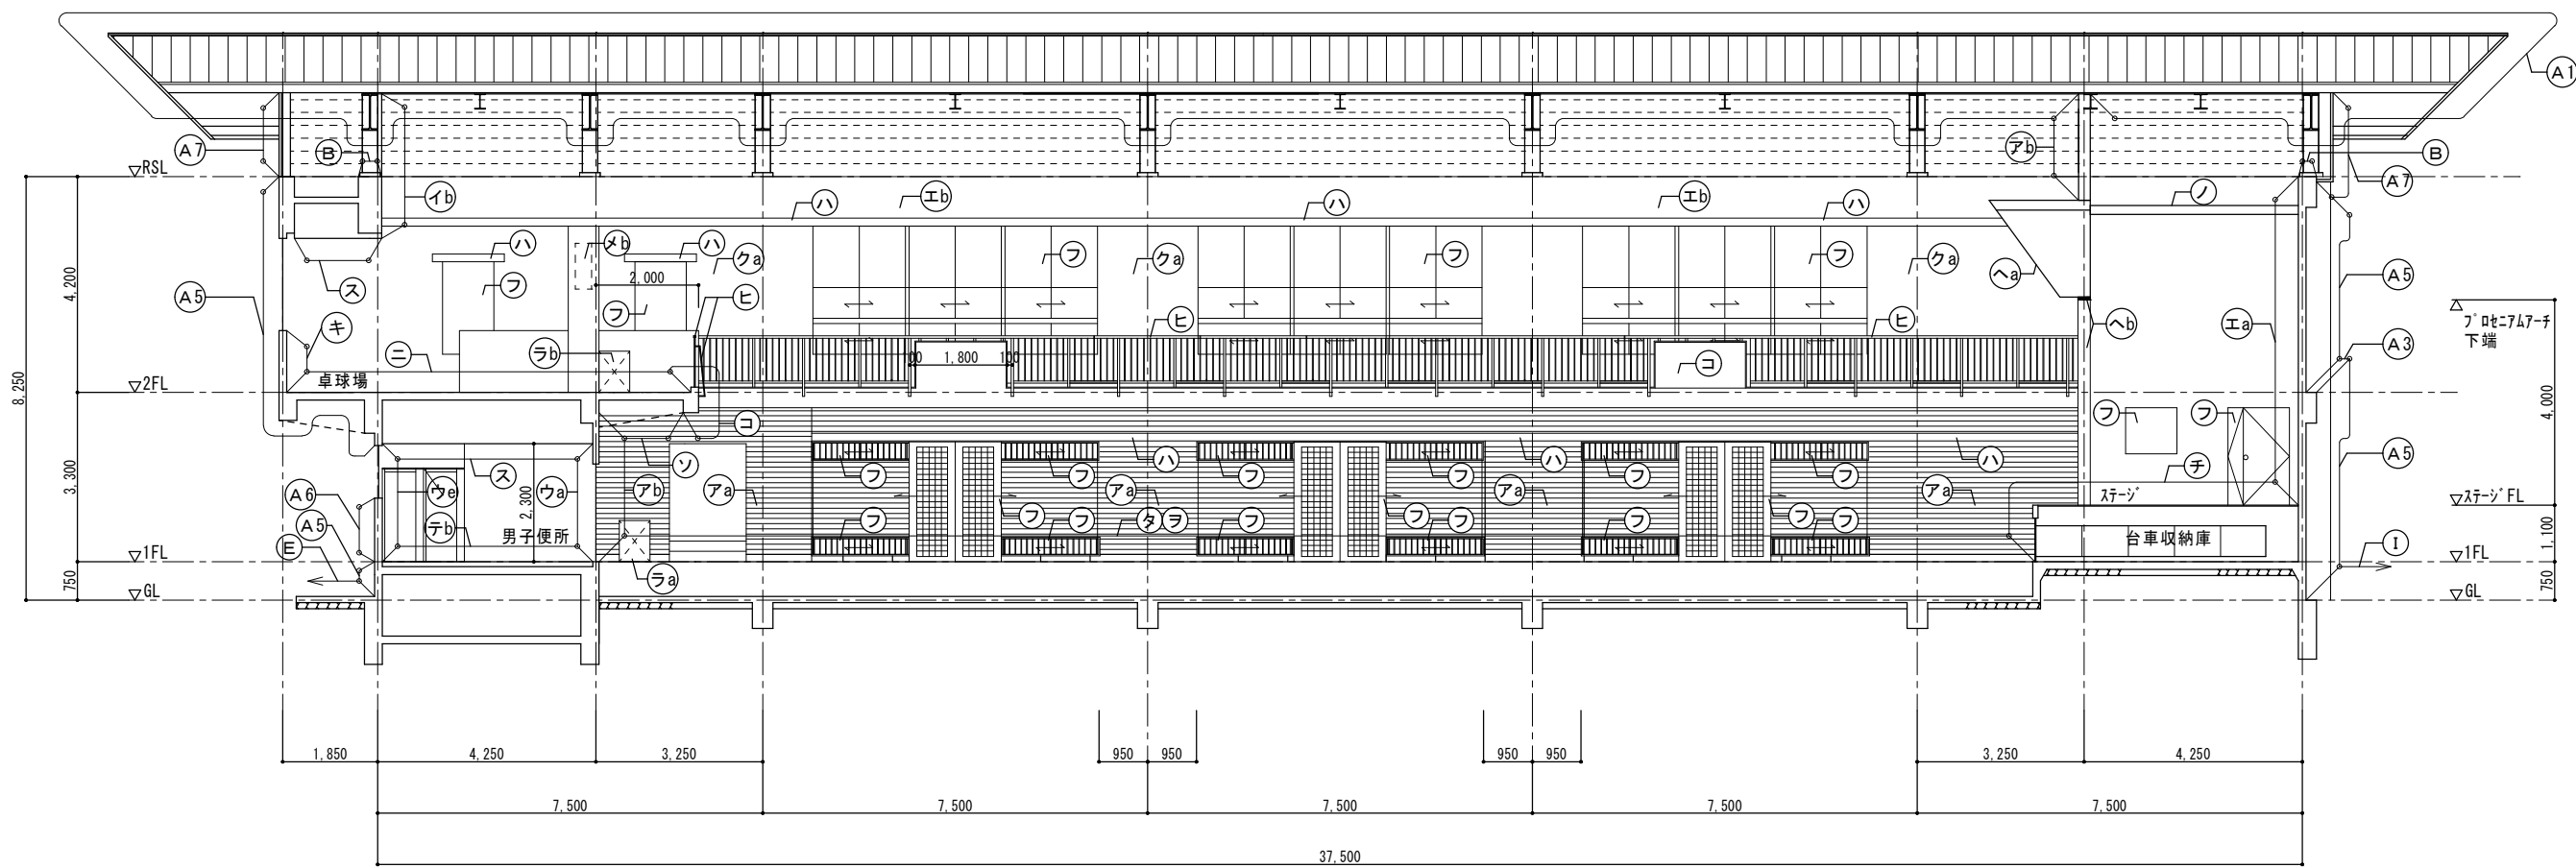 A1
A7
B
アb
B
▽RSL
A7
イb
ハ
エb
ハ
エb
ハ
ノ
ハ
メb
ハ
フ
クa
フ
クa
フ
クa
ス
フ
2,000
ヘa
A5
4,200
A5
ヒ
フ
ヒ
ヒ
ヘb
エa
プロセニアムアーチ
下端
キ
ニ
ラb
00 1,800 100
コ
A3
卓球場
▽2FL
8,250
4,000
フ
フ
コ
ソ
ハ
ハ
ハ
ス
フ
フ
フ
フ
フ
フ
チ
A5
3,300
ウe
ウa
2,300
アb
アa
アa
アa
アa
ステージ
▽ステージFL
A6
A5
テb
男子便所
フ
フ
フ
タ
ヲ
フ
フ
フ
フ
フ
フ
台車収納庫
1,100
E
I
▽1FL
▽1FL
ラa
750
750
▽GL
▽GL
1,850
4,250
3,250
950
950
950
950
3,250
4,250
7,500
7,500
7,500
7,500
7,500
37,500